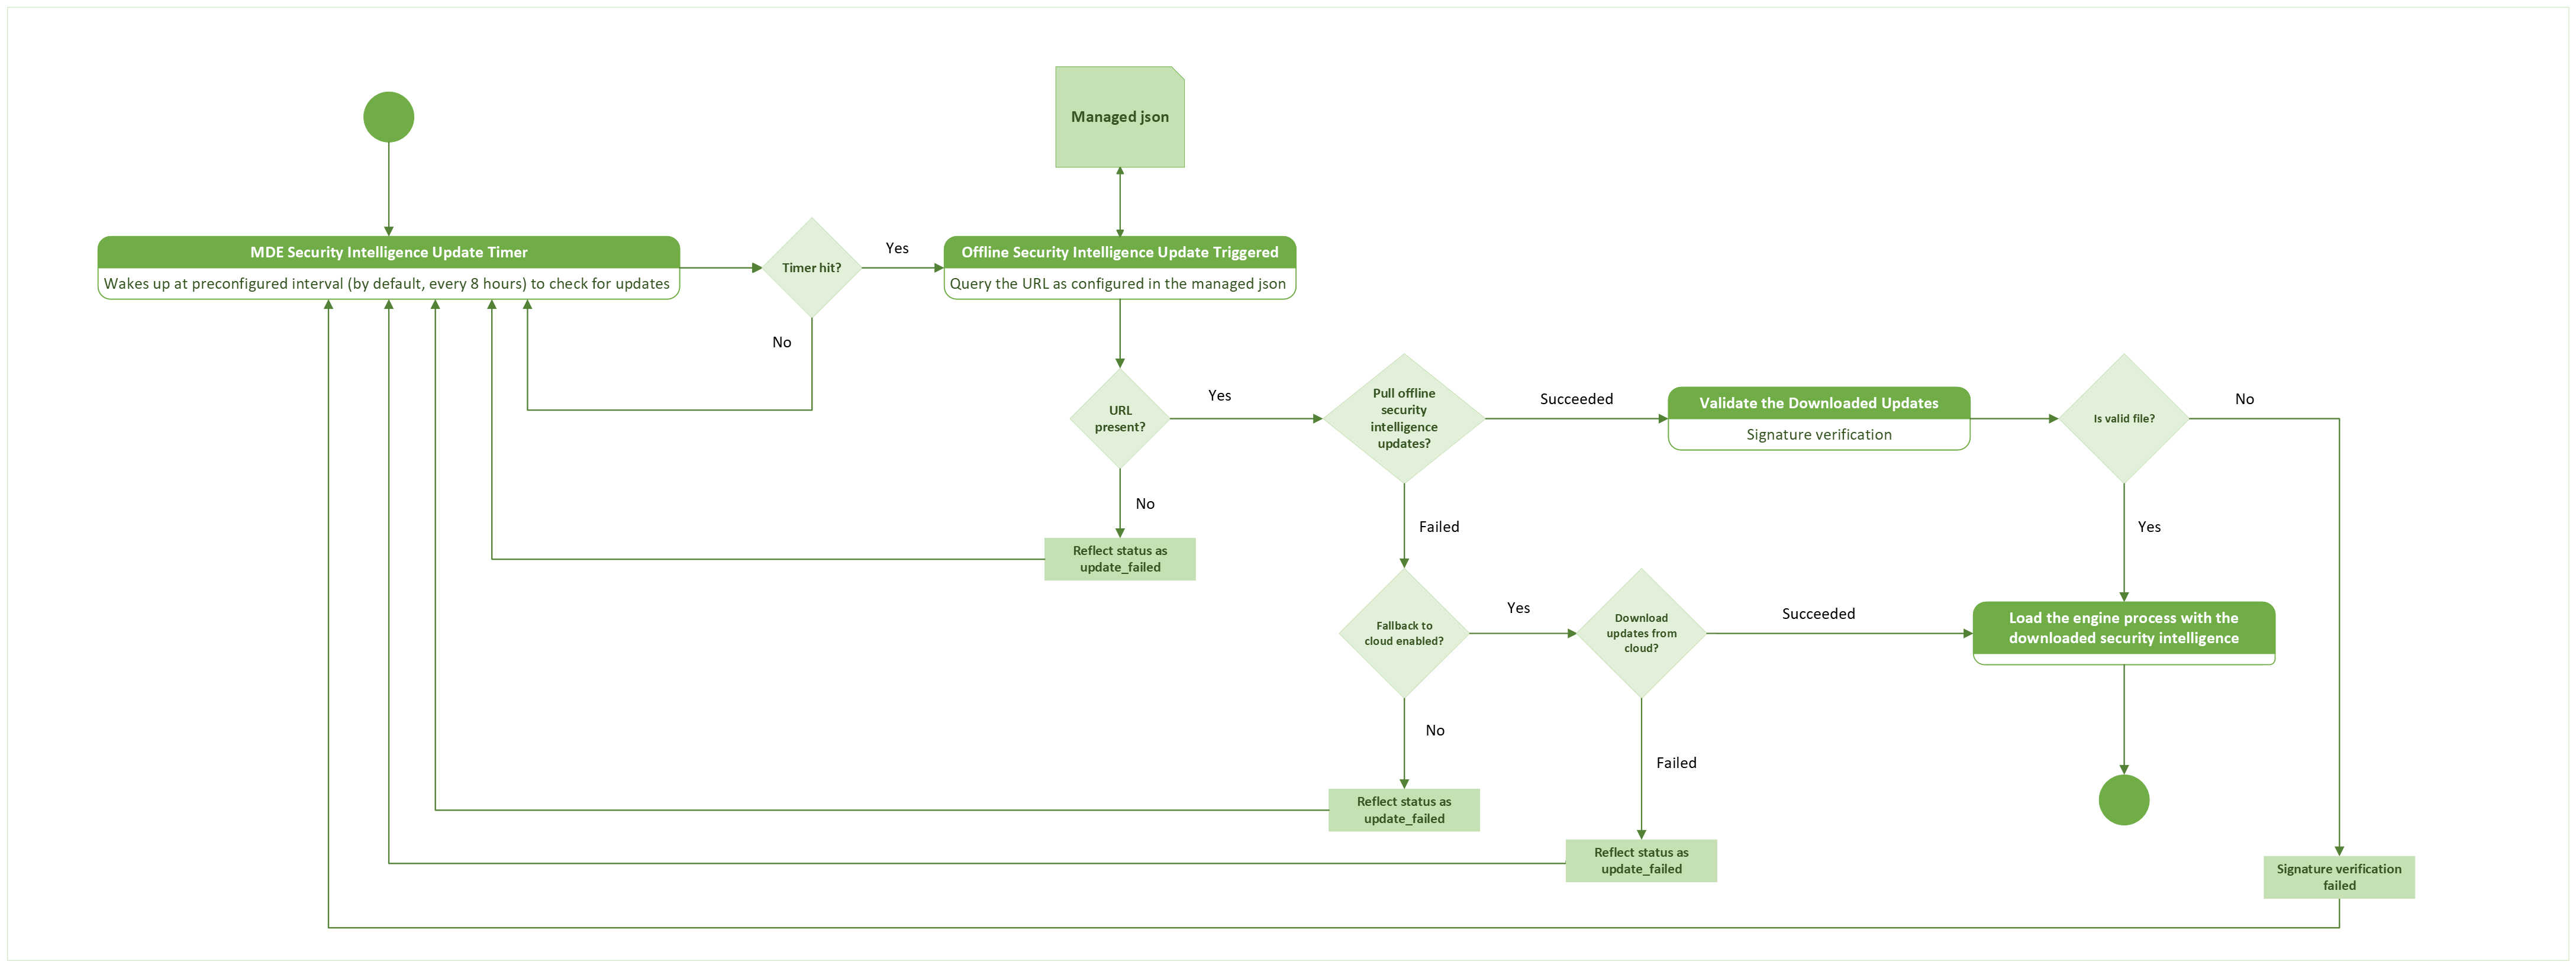 Managed json
MDE Security Intelligence Update Timer
Wakes up at preconfigured interval (by default, every 8 hours) to check for updates
Timer hit?
Yes
No
Offline Security Intelligence Update Triggered
Query the URL as configured in the managed json
URL
present?
Yes
No
Reflect status as
update_failed
Pull offline
security
intelligence
updates?
Succeeded
Failed
Validate the Downloaded Updates
Signature verification
Is valid file?
No
Yes
Fallback to
cloud enabled?
Yes
No
Download
updates from
cloud?
Succeeded
Failed
Load the engine process with the
downloaded security intelligence
Reflect status as
update_failed
Reflect status as
update_failed
Signature verification
failed